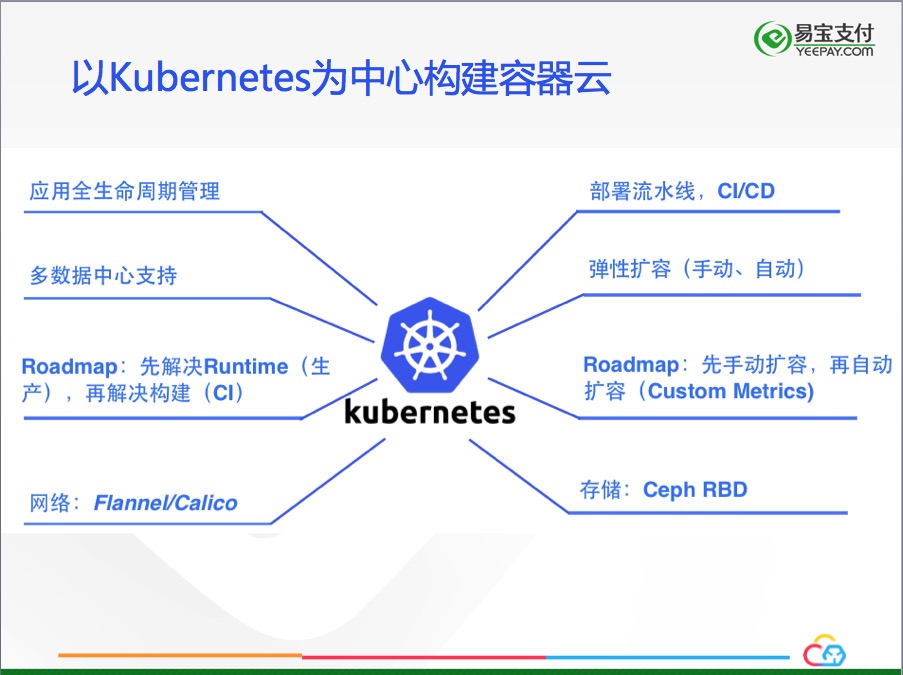 易宝支付
YEEPAY.COM
以Kubernetes为中心构建容器云
应用全生命周期管理
多数据中心支持
Roadmap：先解决Runtime（生
产），再解决构建（CI）
网络：Flannel/Calico
kubernetes
部署流水线，CI/CD
弹性扩容（手动、自动）
Roadmap：先手动扩容，再自动
扩容（Custom Metrics)
存储：Ceph RBD